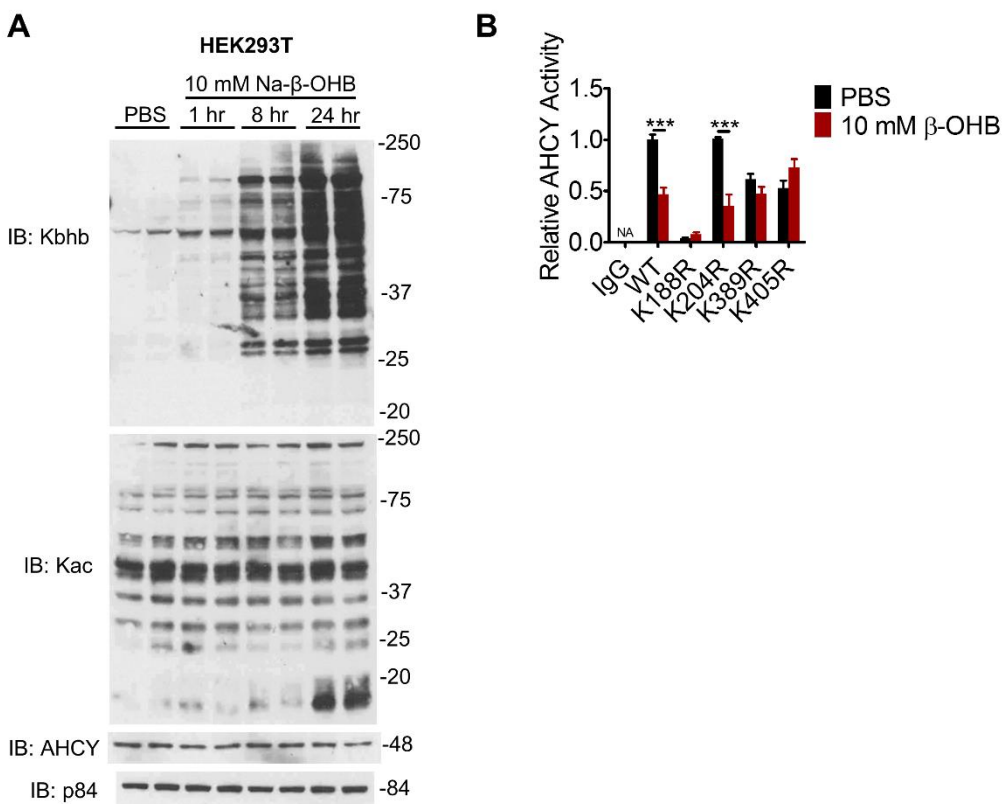 A
HEK293T
10 mM Na-β-OHB
PBS 1 hr 8 hr 24 hr
IB: Kbhb
-250
-75
-37
-25
-20
IB: Kac
-250
-75
-37
-25
-20
IB: AHCY -48
IB: p84 -84
B
Relative AHCY Activity
1.5
1.0
0.5
0.0
*** ***
NA
IgG
WT
K188R
K204R
K389R
K405R
PBS
10 mM β-OHB